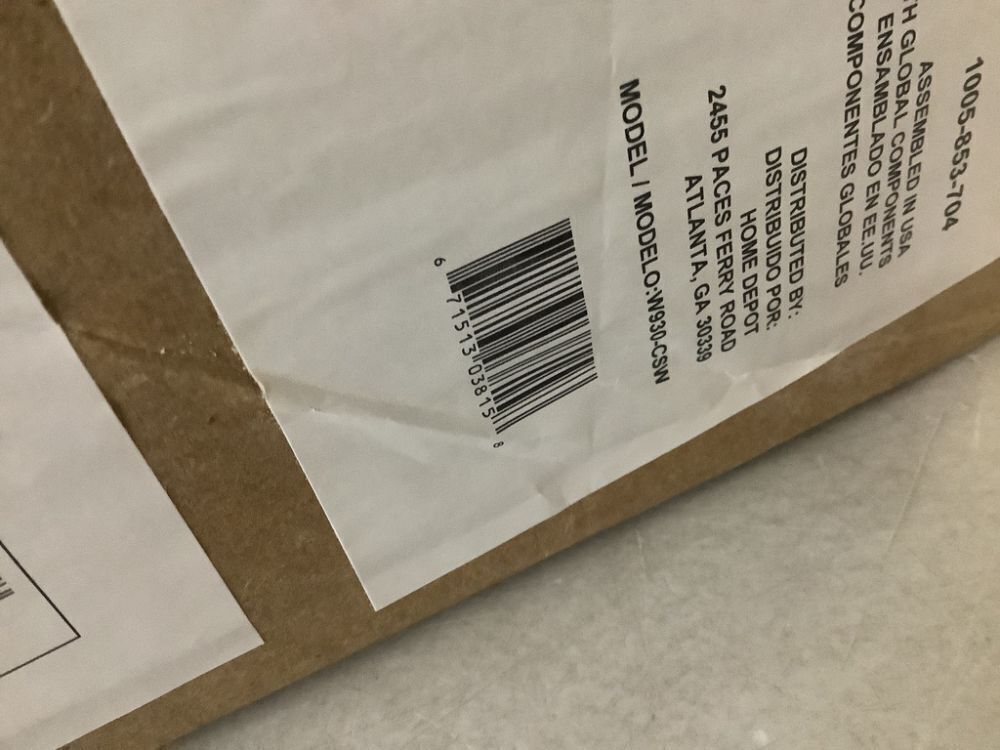 1005-853-704
ASSEMBLED IN USA
GLOBAL COMPONENTS
ENSAMBLADO EN EE.UU.
COMPONENTES GLOBALES
DISTRIBUTED BY:
DISTRIBUIDO POR:
HOME DEPOT
2455 PACES FERRY ROAD
ATLANTA, GA 30339
MODEL / MODELO:W930-CSW
6 71513 03815 8